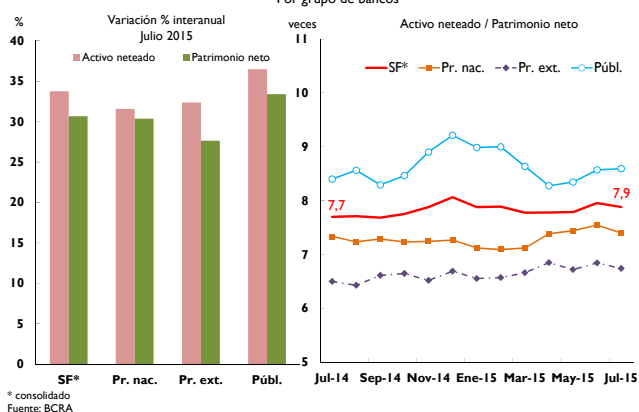 Por grupo de bancos
Variación % interanual
Julio 2015
%
Activo neteado
Patrimonio neto
40
35
30
25
20
15
10
5
0
SF*
Pr. nac.
Pr. ext.
Públ.
veces
Activo neteado / Patrimonio neto
SF*
Pr. nac.
Pr. ext.
Públ.
11
10
9
8
7
6
5
7,7
7,9
Jul-14
Sep-14
Nov-14
Ene-15
Mar-15
May-15
Jul-15
* consolidado
Fuente: BCRA